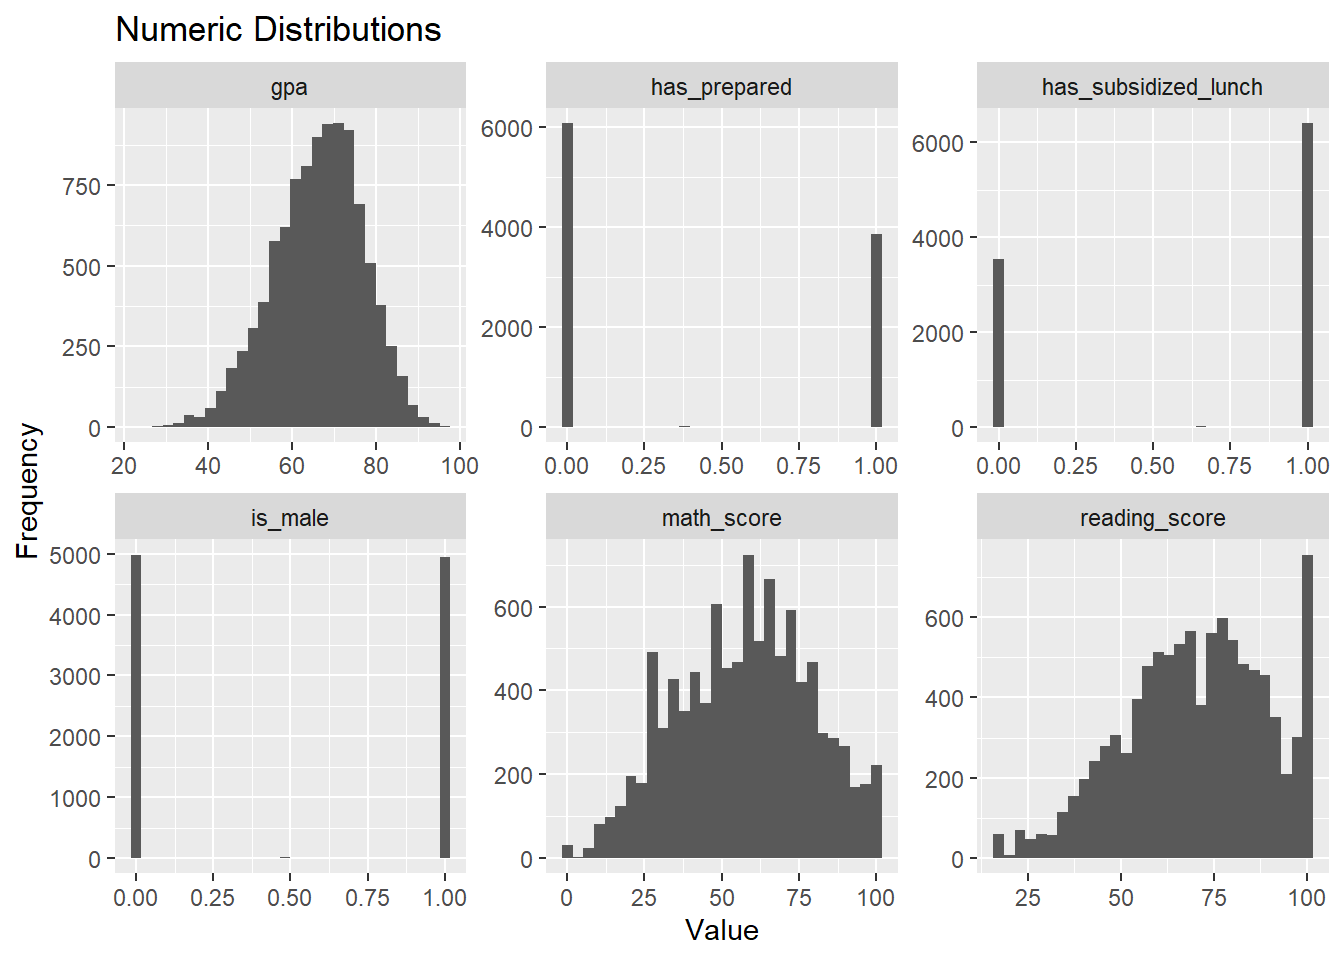 Numeric Distributions
gpa
has_prepared
has_subsidized_lunch
750
500
250
0
20 40 60 80 100
6000
4000
2000
0
0.00 0.25 0.50 0.75 1.00
6000
4000
2000
0
0.00 0.25 0.50 0.75 1.00
Frequency
is_male
math_score
reading_score
5000
4000
3000
2000
1000
0
0.00 0.25 0.50 0.75 1.00
600
400
200
0
0 25 50 75 100
600
400
200
0
25 50 75 100
Value